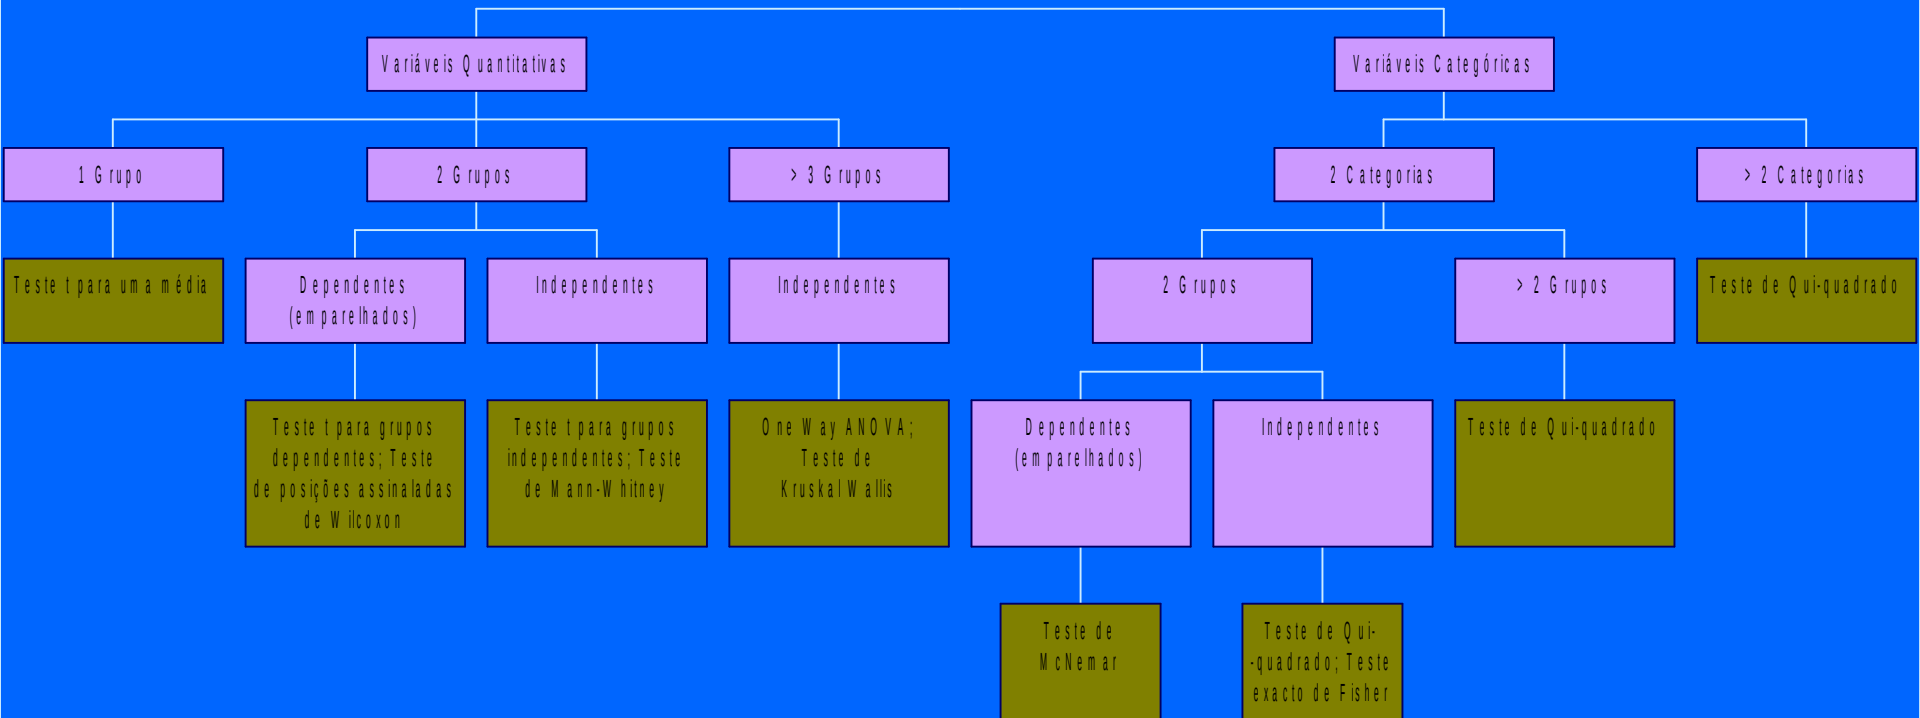 Variáveis Quantitativas
Variáveis Categóricas
1 Grupo
2 Grupos
> 3 Grupos
2 Categorias
> 2 Categorias
Teste t para uma média
Dependentes
(emparelhados)
Independentes
Independentes
2 Grupos
> 2 Grupos
Teste de Qui-quadrado
Teste t para grupos
dependentes; Teste
de posições assinaladas
de Wilcoxon
Teste t para grupos
independentes; Teste
de Mann-Whitney
One Way ANOVA;
Teste de
Kruskal Wallis
Dependentes
(emparelhados)
Independentes
Teste de Qui-quadrado
Teste de
McNemar
Teste de Qui-
-quadrado; Teste
exacto de Fisher